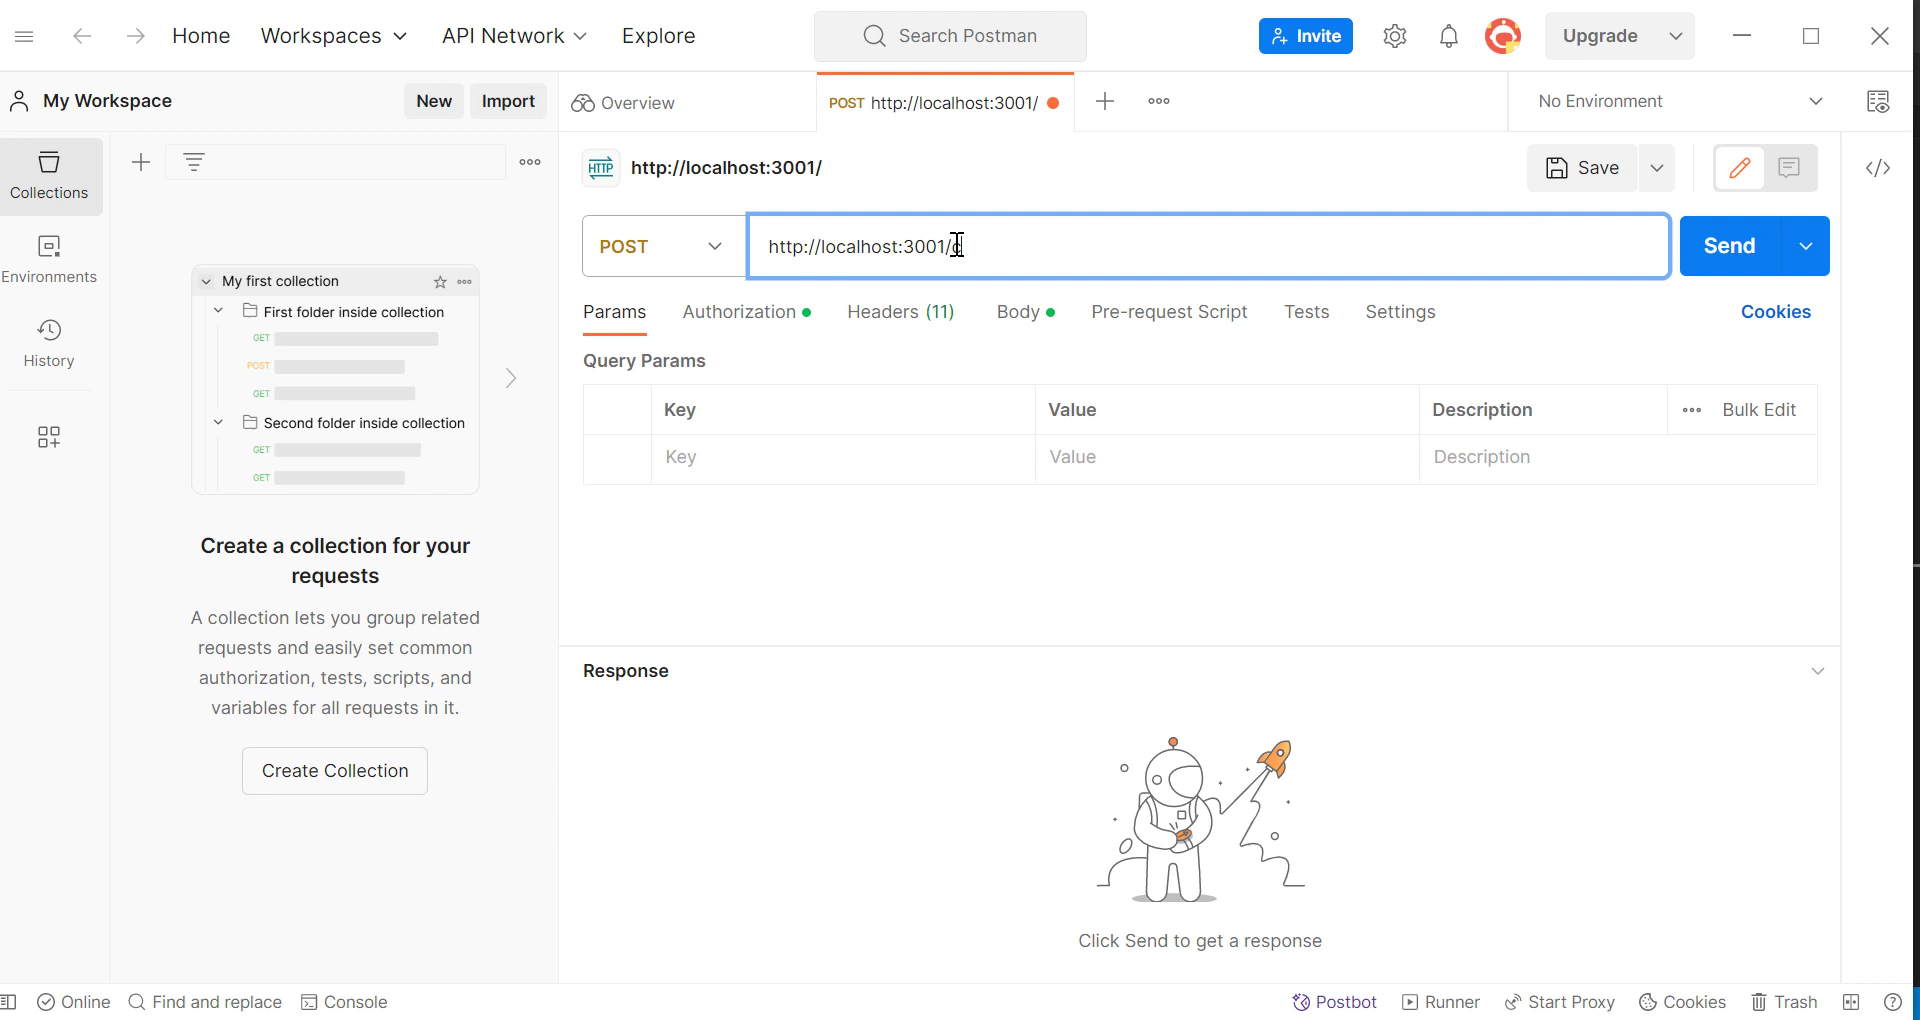 Home Workspaces API Network Explore Search Postman Invite Upgrade
My Workspace New Import Overview POST http://localhost:3001/ No Environment
Collections
Environments
History
My first collection
First folder inside collection
GET
POST
GET
Second folder inside collection
GET
GET
Create a collection for your
requests
A collection lets you group related
requests and easily set common
authorization, tests, scripts, and
variables for all requests in it.
Create Collection
HTTP http://localhost:3001/ Save </>
POST http://localhost:3001/ Send
Params Authorization Headers (11) Body Pre-request Script Tests Settings Cookies
Query Params
Key Value Description Bulk Edit
Key Value Description
Response
Click Send to get a response
Online Find and replace Console Postbot Runner Start Proxy Cookies Trash